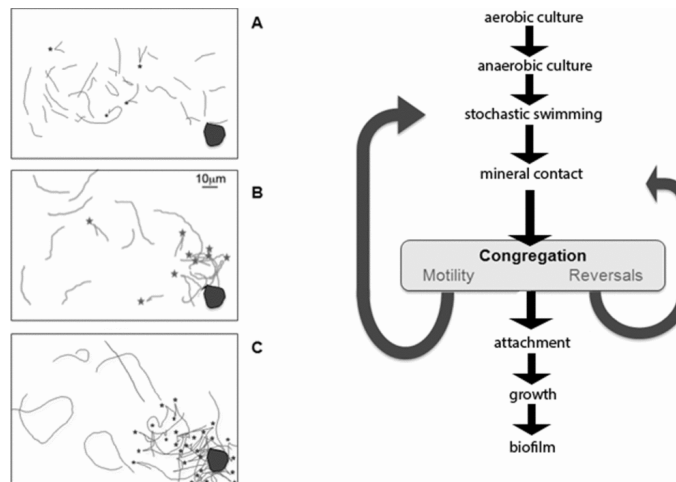 A
B
10μm
C
aerobic culture
anaerobic culture
stochastic swimming
mineral contact
Congregation
Motility Reversals
attachment
growth
biofilm